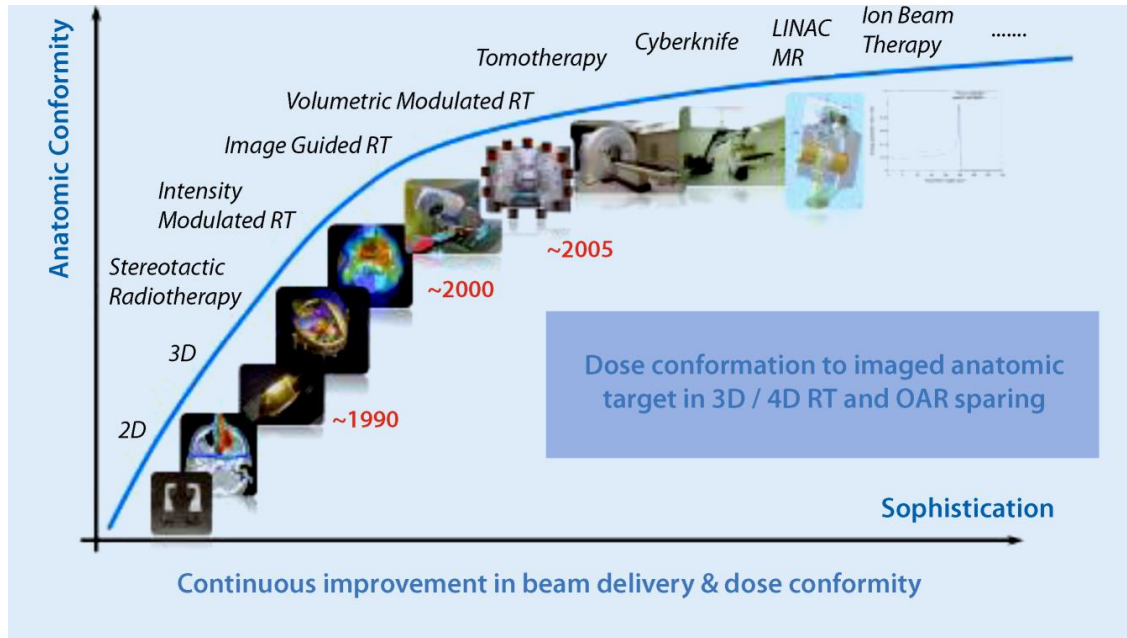 Anatomic Conformity
Ion Beam
Therapy
.......
LINAC
MR
Cyberknife
Tomotherapy
Volumetric Modulated RT
Image Guided RT
Intensity
Modulated RT
Stereotactic
Radiotherapy
3D
2D
~2005
~2000
~1990
Dose conformation to imaged anatomic
target in 3D / 4D RT and OAR sparing
Sophistication
Continuous improvement in beam delivery & dose conformity